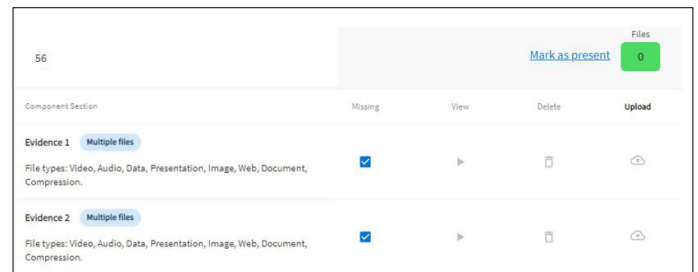 Files
56 Mark as present 0
Component Section Missing View Delete Upload
Evidence 1 Multiple files
File types: Video, Audio, Data, Presentation, Image, Web, Document,
Compression.
Evidence 2 Multiple files
File types: Video, Audio, Data, Presentation, Image, Web, Document,
Compression.